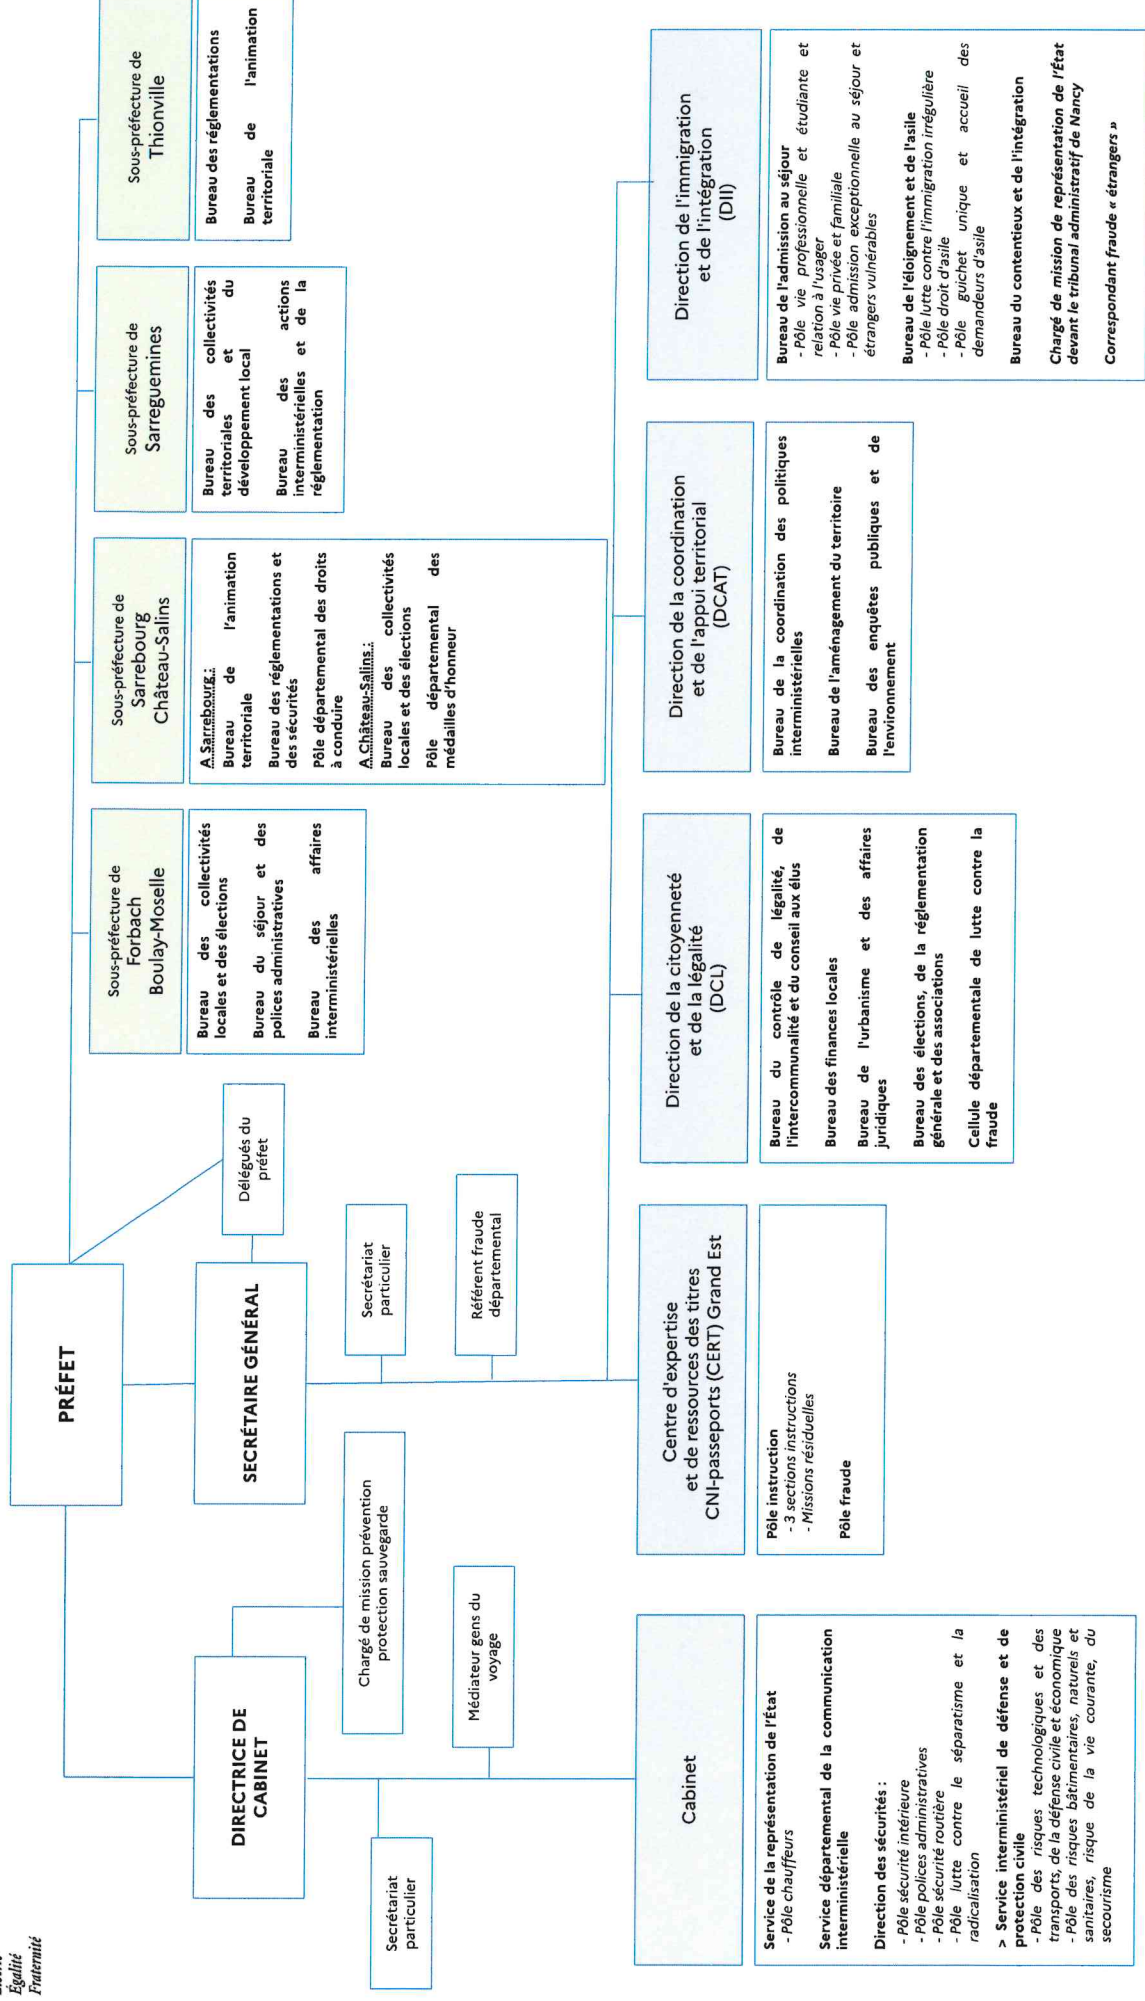 Égalité
Fraternité
PRÉFET
DIRECTRICE DE
CABINET
SECRÉTAIRE GÉNÉRAL
Délégués du
préfet
Chargé de mission prévention
protection sauvegarde
Secrétariat
particulier
Médiateur gens du
voyage
Secrétariat
particulier
Référent fraude
départemental
Sous-préfecture de
Forbach
Boulay-Moselle
Bureau des collectivités
locales et des élections
Bureau du séjour et des
polices administratives
Bureau des affaires
interministérielles
Sous-préfecture de
Sarrebourg
Château-Salins
A Sarrebourg :
Bureau de l'animation
territoriale
Bureau des réglementations et
des sécurités
Pôle départemental des droits
à conduire
A Château-Salins :
Bureau des collectivités
locales et des élections
Pôle départemental des
médailles d'honneur
Sous-préfecture de
Sarreguemines
Bureau des collectivités
territoriales et du
développement local
Bureau des actions
interministérielles et de la
réglementation
Sous-préfecture de
Thionville
Bureau des réglementations
Bureau de l'animation
territoriale
Cabinet
Service de la représentation de l'État
- Pôle chauffeurs
Service départemental de la communication
interministérielle
Direction des sécurités :
- Pôle sécurité intérieure
- Pôle polices administratives
- Pôle sécurité routière
- Pôle lutte contre le séparatisme et la
radicalisation
> Service interministériel de défense et de
protection civile
- Pôle des risques technologiques et des
transports, de la défense civile et économique
- Pôle des risques bâtimentaires, naturels et
sanitaires, risque de la vie courante, du
secourisme
Centre d'expertise
et de ressources des titres
CNI-passeports (CERT) Grand Est
Pôle instruction
- 3 sections instructions
- Missions résiduelles
Pôle fraude
Direction de la citoyenneté
et de la légalité
(DCL)
Bureau du contrôle de légalité, de
l'intercommunalité et du conseil aux élus
Bureau des finances locales
Bureau de l'urbanisme et des affaires
juridiques
Bureau des élections, de la réglementation
générale et des associations
Cellule départementale de lutte contre la
fraude
Direction de la coordination
et de l'appui territorial
(DCAT)
Bureau de la coordination des politiques
interministérielles
Bureau de l'aménagement du territoire
Bureau des enquêtes publiques et de
l'environnement
Direction de l'immigration
et de l'intégration
(DII)
Bureau de l'admission au séjour
- Pôle vie professionnelle et étudiante et
relation à l'usager
- Pôle vie privée et familiale
- Pôle admission exceptionnelle au séjour et
étrangers vulnérables
Bureau de l'éloignement et de l'asile
- Pôle lutte contre l'immigration irrégulière
- Pôle droit d'asile
- Pôle guichet unique et accueil des
demandeurs d'asile
Bureau du contentieux et de l'intégration
Chargé de mission de représentation de l'État
devant le tribunal administratif de Nancy
Correspondant fraude « étrangers »